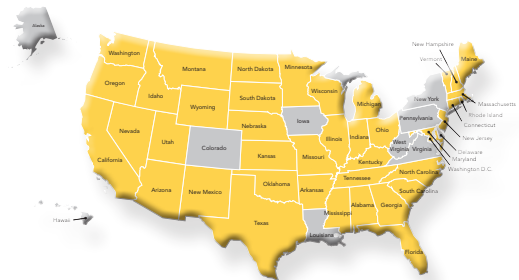 Alaska
New Hampshire
Vermont
Maine
Washington
Montana
North Dakota
Minnesota
Oregon
Idaho
South Dakota
Wisconsin
Michigan
New York
Massachusetts
Rhode Island
Connecticut
Wyoming
Nebraska
Iowa
Pennsylvania
New Jersey
Nevada
Utah
Colorado
Illinois
Indiana
Ohio
West
Virginia
Virginia
Delaware
Maryland
Washington D.C.
California
Kansas
Missouri
Kentucky
Tennessee
North Carolina
Arizona
New Mexico
Oklahoma
Arkansas
South Carolina
Mississippi
Alabama
Georgia
Texas
Louisiana
Florida
Hawaii